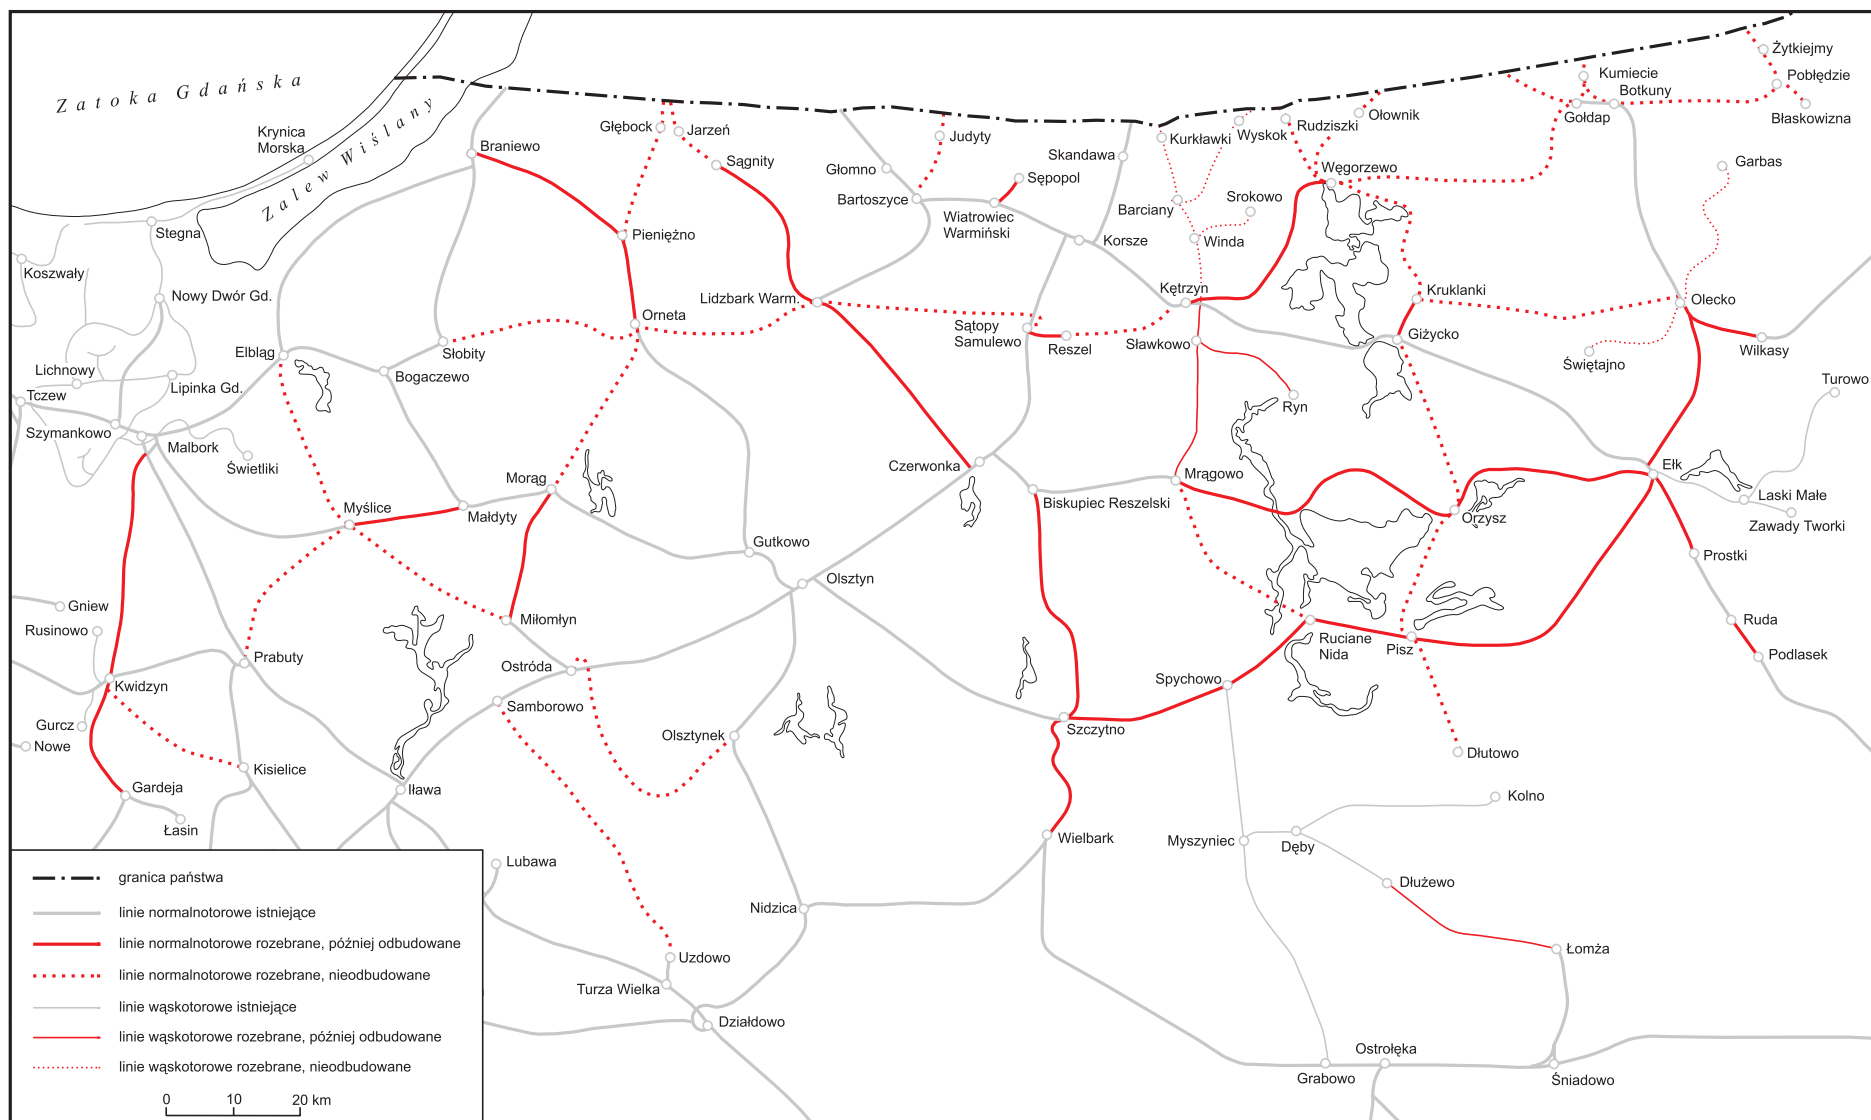 Zatoka Gdańska
Zalew Wiślany
Krynica
Morska
Stegna
Koszwały
Nowy Dwór Gd.
Lichnowy
Tczew
Lipinka Gd.
Szymankowo
Malbork
Świetliki
Elbląg
Braniewo
Głębock
Jarzeń
Sągnity
Pieniężno
Orneta
Lidzbark Warm.
Słobity
Bogaczewo
Morąg
Myślice
Małdyty
Miłomłyn
Gniew
Rusinowo
Kwidzyn
Prabuty
Gurcz
Nowe
Gardeja
Łasin
Kisielice
Iława
Ostróda
Samborowo
Olsztynek
Gutkowo
Olsztyn
Czerwonka
Biskupiec Reszelski
Głomno
Bartoszyce
Judyty
Sępopol
Wiatrowiec
Warmiński
Skandawa
Korsze
Sątopy
Samulewo
Reszel
Kurkławki
Wyskok
Rudziszki
Ołownik
Węgorzewo
Barciany
Srokowo
Winda
Kętrzyn
Sławkowo
Ryn
Mrągowo
Kruklanki
Giżycko
Orzysz
Żytkiejmy
Kumiecie
Botkuny
Pobłędzie
Gołdap
Błaskowizna
Garbas
Olecko
Świętajno
Wilkasy
Turowo
Ełk
Laski Małe
Zawady Tworki
Prostki
Ruda
Podlasek
Ruciane
Nida
Pisz
Spychowo
Szczytno
Dłutowo
Wielbark
Kolno
Myszyniec
Dęby
Dłużewo
Łomża
Lubawa
Nidzica
Uzdowo
Turza Wielka
Działdowo
Ostrołęka
Grabowo
Śniadowo
granica państwa
linie normalnotorowe istniejące
linie normalnotorowe rozebrane, później odbudowane
linie normalnotorowe rozebrane, nieodbudowane
linie wąskotorowe istniejące
linie wąskotorowe rozebrane, później odbudowane
linie wąskotorowe rozebrane, nieodbudowane
0 10 20 km